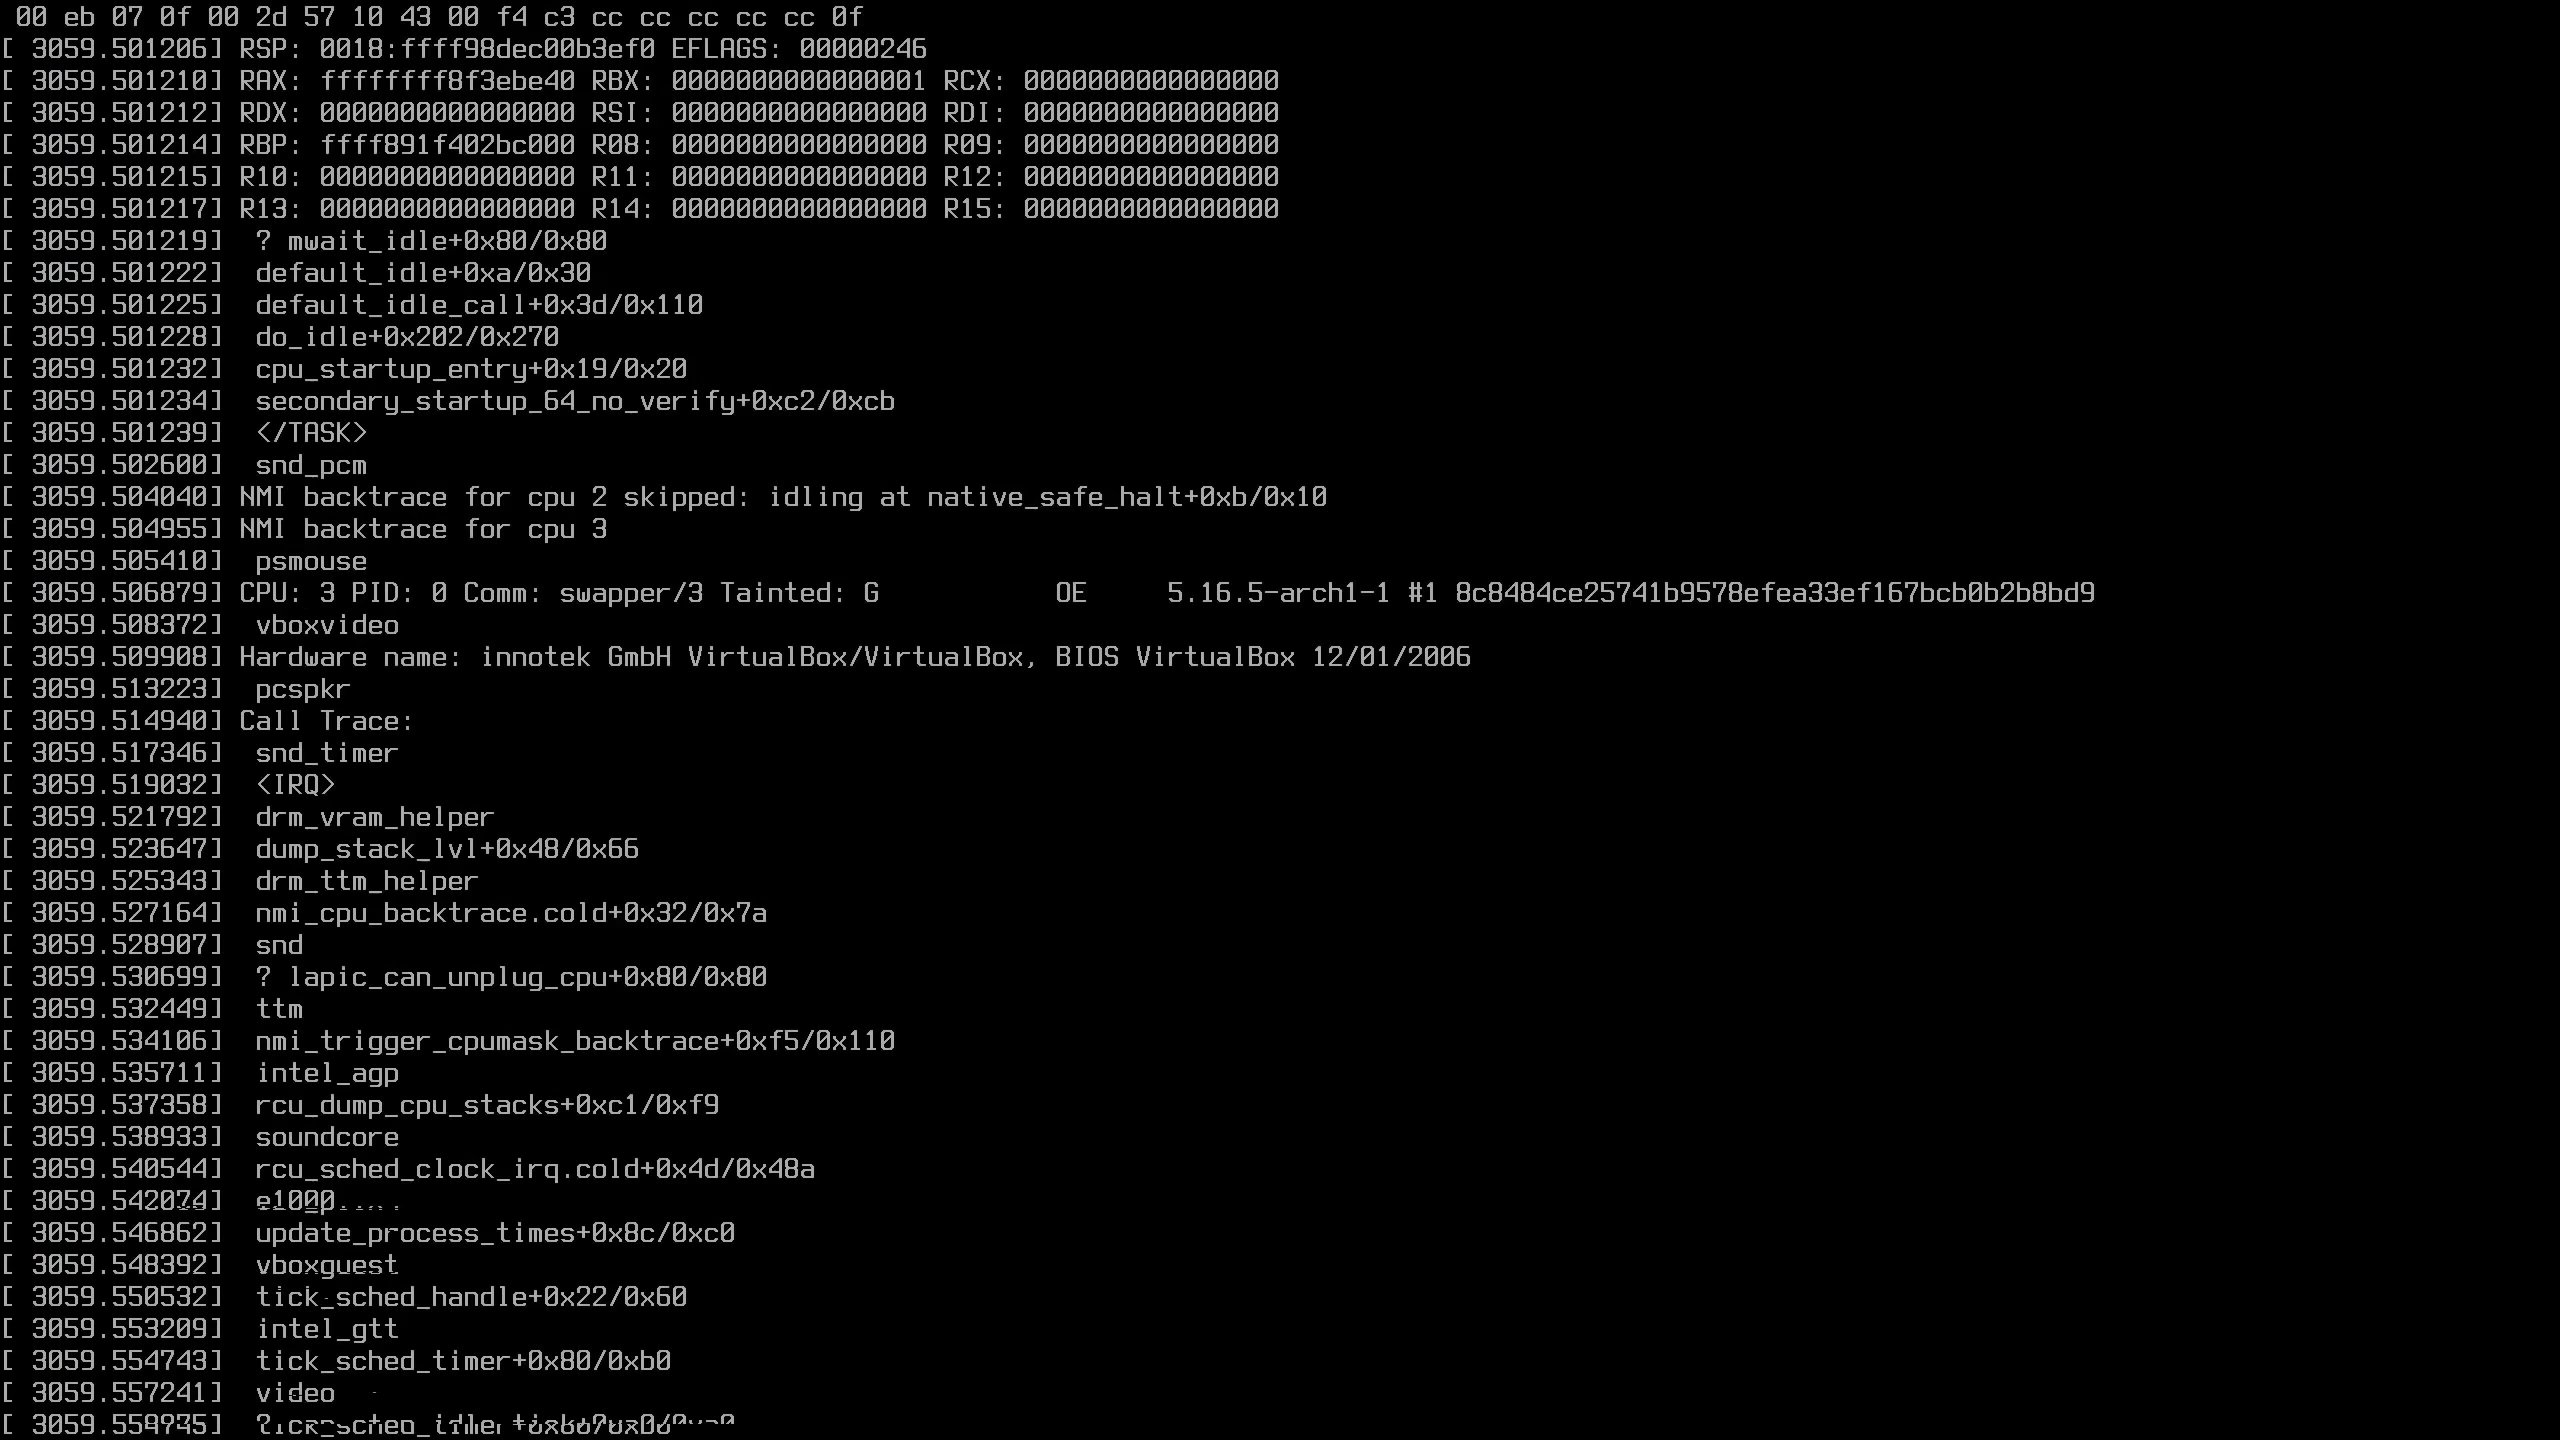 00 eb 07 0f 00 2d 57 10 43 00 f4 c3 cc cc cc cc cc 0f
[ 3059.501206] RSP: 0018:ffff98dec00b3ef0 EFLAGS: 00000246
[ 3059.501210] RAX: ffffffff8f3ebe40 RBX: 0000000000000001 RCX: 0000000000000000
[ 3059.501212] RDX: 0000000000000000 RSI: 0000000000000000 RDI: 0000000000000000
[ 3059.501214] RBP: ffff891f402bc000 R08: 0000000000000000 R09: 0000000000000000
[ 3059.501215] R10: 0000000000000000 R11: 0000000000000000 R12: 0000000000000000
[ 3059.501217] R13: 0000000000000000 R14: 0000000000000000 R15: 0000000000000000
[ 3059.501219]  ? mwait_idle+0x80/0x80
[ 3059.501222]  default_idle+0xa/0x30
[ 3059.501225]  default_idle_call+0x3d/0x110
[ 3059.501228]  do_idle+0x202/0x270
[ 3059.501232]  cpu_startup_entry+0x19/0x20
[ 3059.501234]  secondary_startup_64_no_verify+0xc2/0xcb
[ 3059.501239]  </TASK>
[ 3059.502600]  snd_pcm
[ 3059.504040] NMI backtrace for cpu 2 skipped: idling at native_safe_halt+0xb/0x10
[ 3059.504955] NMI backtrace for cpu 3
[ 3059.505410]  psmouse
[ 3059.506879] CPU: 3 PID: 0 Comm: swapper/3 Tainted: G           OE     5.16.5-arch1-1 #1 8c8484ce25741b9578efea33ef167bcb0b2b8bd9
[ 3059.508372]  vboxvideo
[ 3059.509908] Hardware name: innotek GmbH VirtualBox/VirtualBox, BIOS VirtualBox 12/01/2006
[ 3059.513223]  pcspkr
[ 3059.514940] Call Trace:
[ 3059.517346]  snd_timer
[ 3059.519032]  <IRQ>
[ 3059.521792]  drm_vram_helper
[ 3059.523647]  dump_stack_lvl+0x48/0x66
[ 3059.525343]  drm_ttm_helper
[ 3059.527164]  nmi_cpu_backtrace.cold+0x32/0x7a
[ 3059.528907]  snd
[ 3059.530699]  ? lapic_can_unplug_cpu+0x80/0x80
[ 3059.532449]  ttm
[ 3059.534106]  nmi_trigger_cpumask_backtrace+0xf5/0x110
[ 3059.535711]  intel_agp
[ 3059.537358]  rcu_dump_cpu_stacks+0xc1/0xf9
[ 3059.538933]  soundcore
[ 3059.540544]  rcu_sched_clock_irq.cold+0x4d/0x48a
[ 3059.542074]  e1000
[ 3059.546862]  update_process_times+0x8c/0xc0
[ 3059.548392]  vboxguest
[ 3059.550532]  tick_sched_handle+0x22/0x60
[ 3059.553209]  intel_gtt
[ 3059.554743]  tick_sched_timer+0x80/0xb0
[ 3059.557241]  video